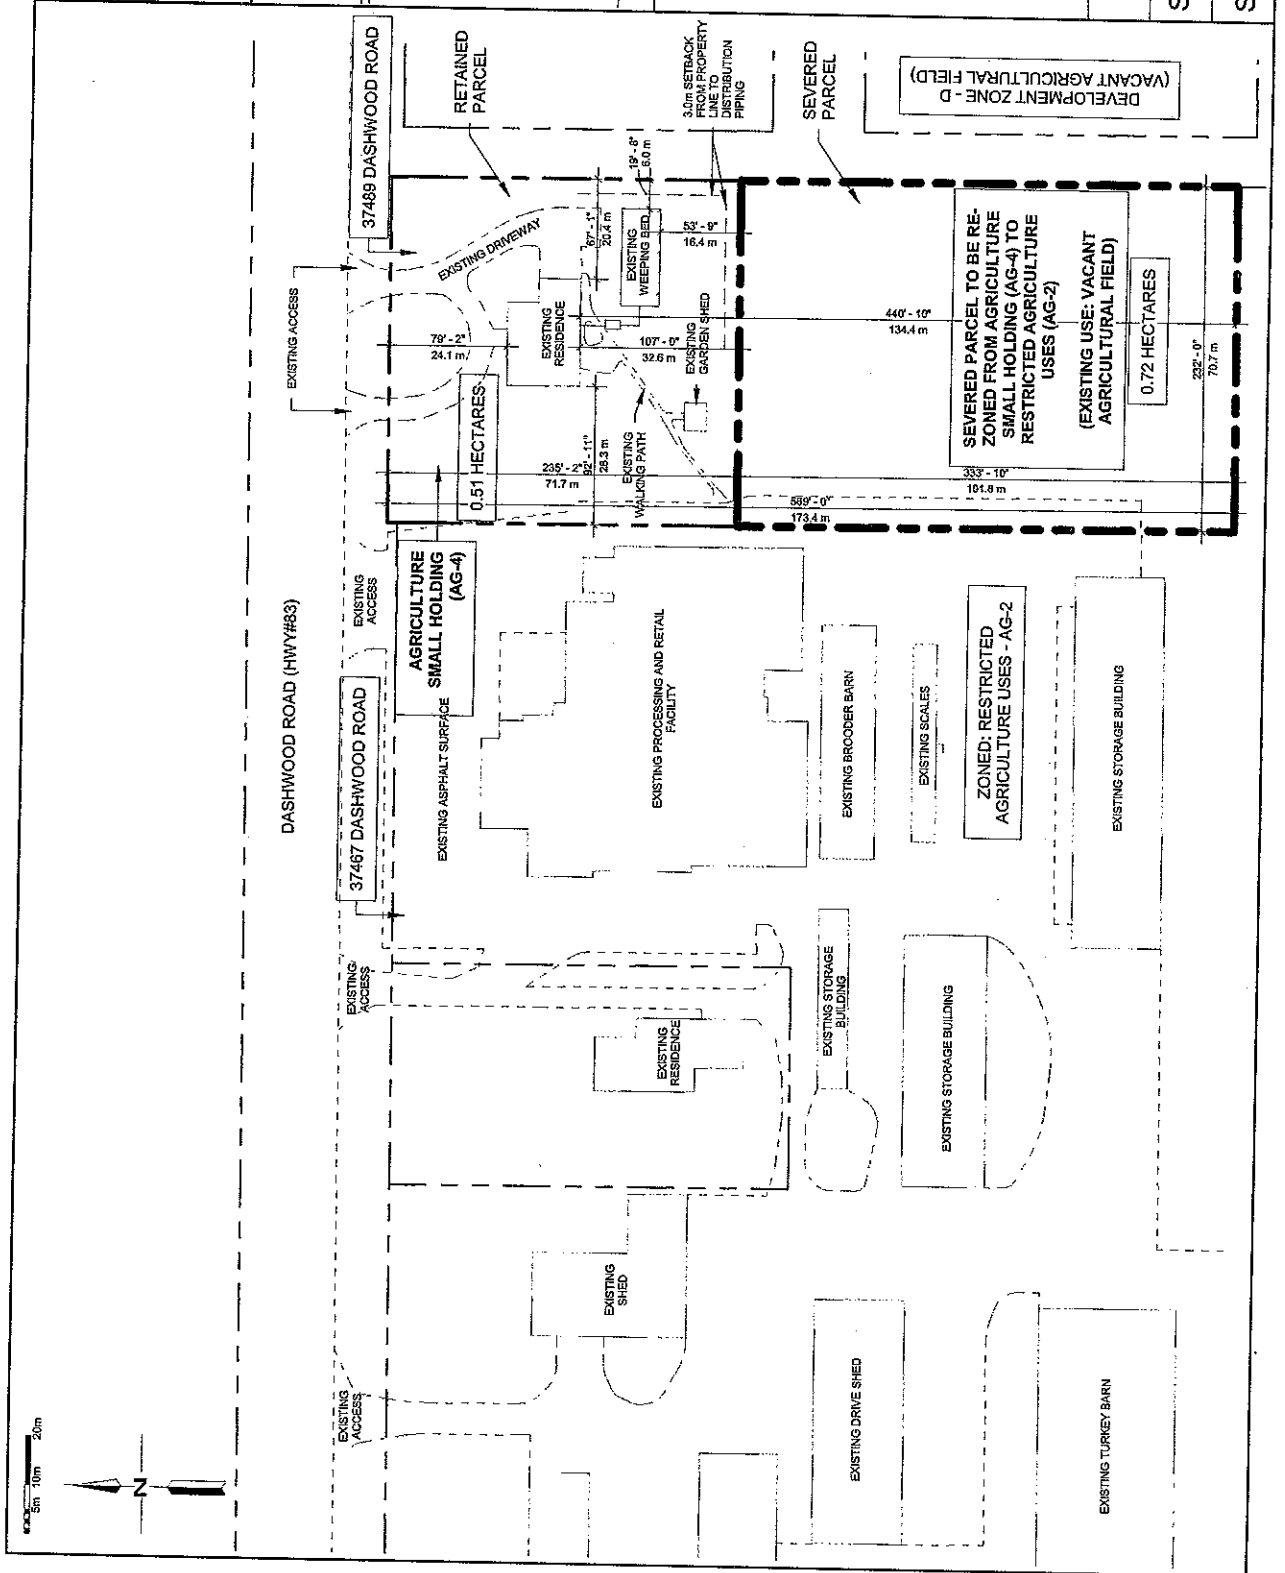 5m 10m 20m
N
DASHWOOD ROAD (HWY#83)
EXISTING
ACCESS
EXISTING
ACCESS
37467 DASHWOOD ROAD
EXISTING
ACCESS
EXISTING ACCESS
37489 DASHWOOD ROAD
AGRICULTURE
SMALL HOLDING
(AG-4)
EXISTING ASPHALT SURFACE
0.51 HECTARES
79' - 2"
24.1 m
EXISTING DRIVEWAY
RETAINED
PARCEL
EXISTING
RESIDENCE
67' - 1"
20.4 m
19' - 8"
6.0 m
EXISTING
WEEPING BED
53' - 9"
16.4 m
3.0m SETBACK
FROM PROPERTY
LINE TO
DISTRIBUTION
PIPING
107' - 0"
32.6 m
EXISTING
GARDEN SHED
92' - 11"
28.3 m
235' - 2"
71.7 m
EXISTING
WALKING PATH
569' - 0"
173.4 m
440' - 10"
134.4 m
333' - 10"
101.8 m
SEVERED
PARCEL
DEVELOPMENT ZONE - D
(VACANT AGRICULTURAL FIELD)
SEVERED PARCEL TO BE RE-
ZONED FROM AGRICULTURE
SMALL HOLDING (AG-4) TO
RESTRICTED AGRICULTURE
USES (AG-2)
(EXISTING USE: VACANT
AGRICULTURAL FIELD)
0.72 HECTARES
232' - 0"
70.7 m
EXISTING PROCESSING AND RETAIL
FACILITY
EXISTING BROODER BARN
EXISTING SCALES
ZONED: RESTRICTED
AGRICULTURE USES - AG-2
EXISTING STORAGE BUILDING
EXISTING
RESIDENCE
EXISTING STORAGE
BUILDING
EXISTING STORAGE BUILDING
EXISTING
SHED
EXISTING DRIVE SHED
EXISTING TURKEY BARN
S
S